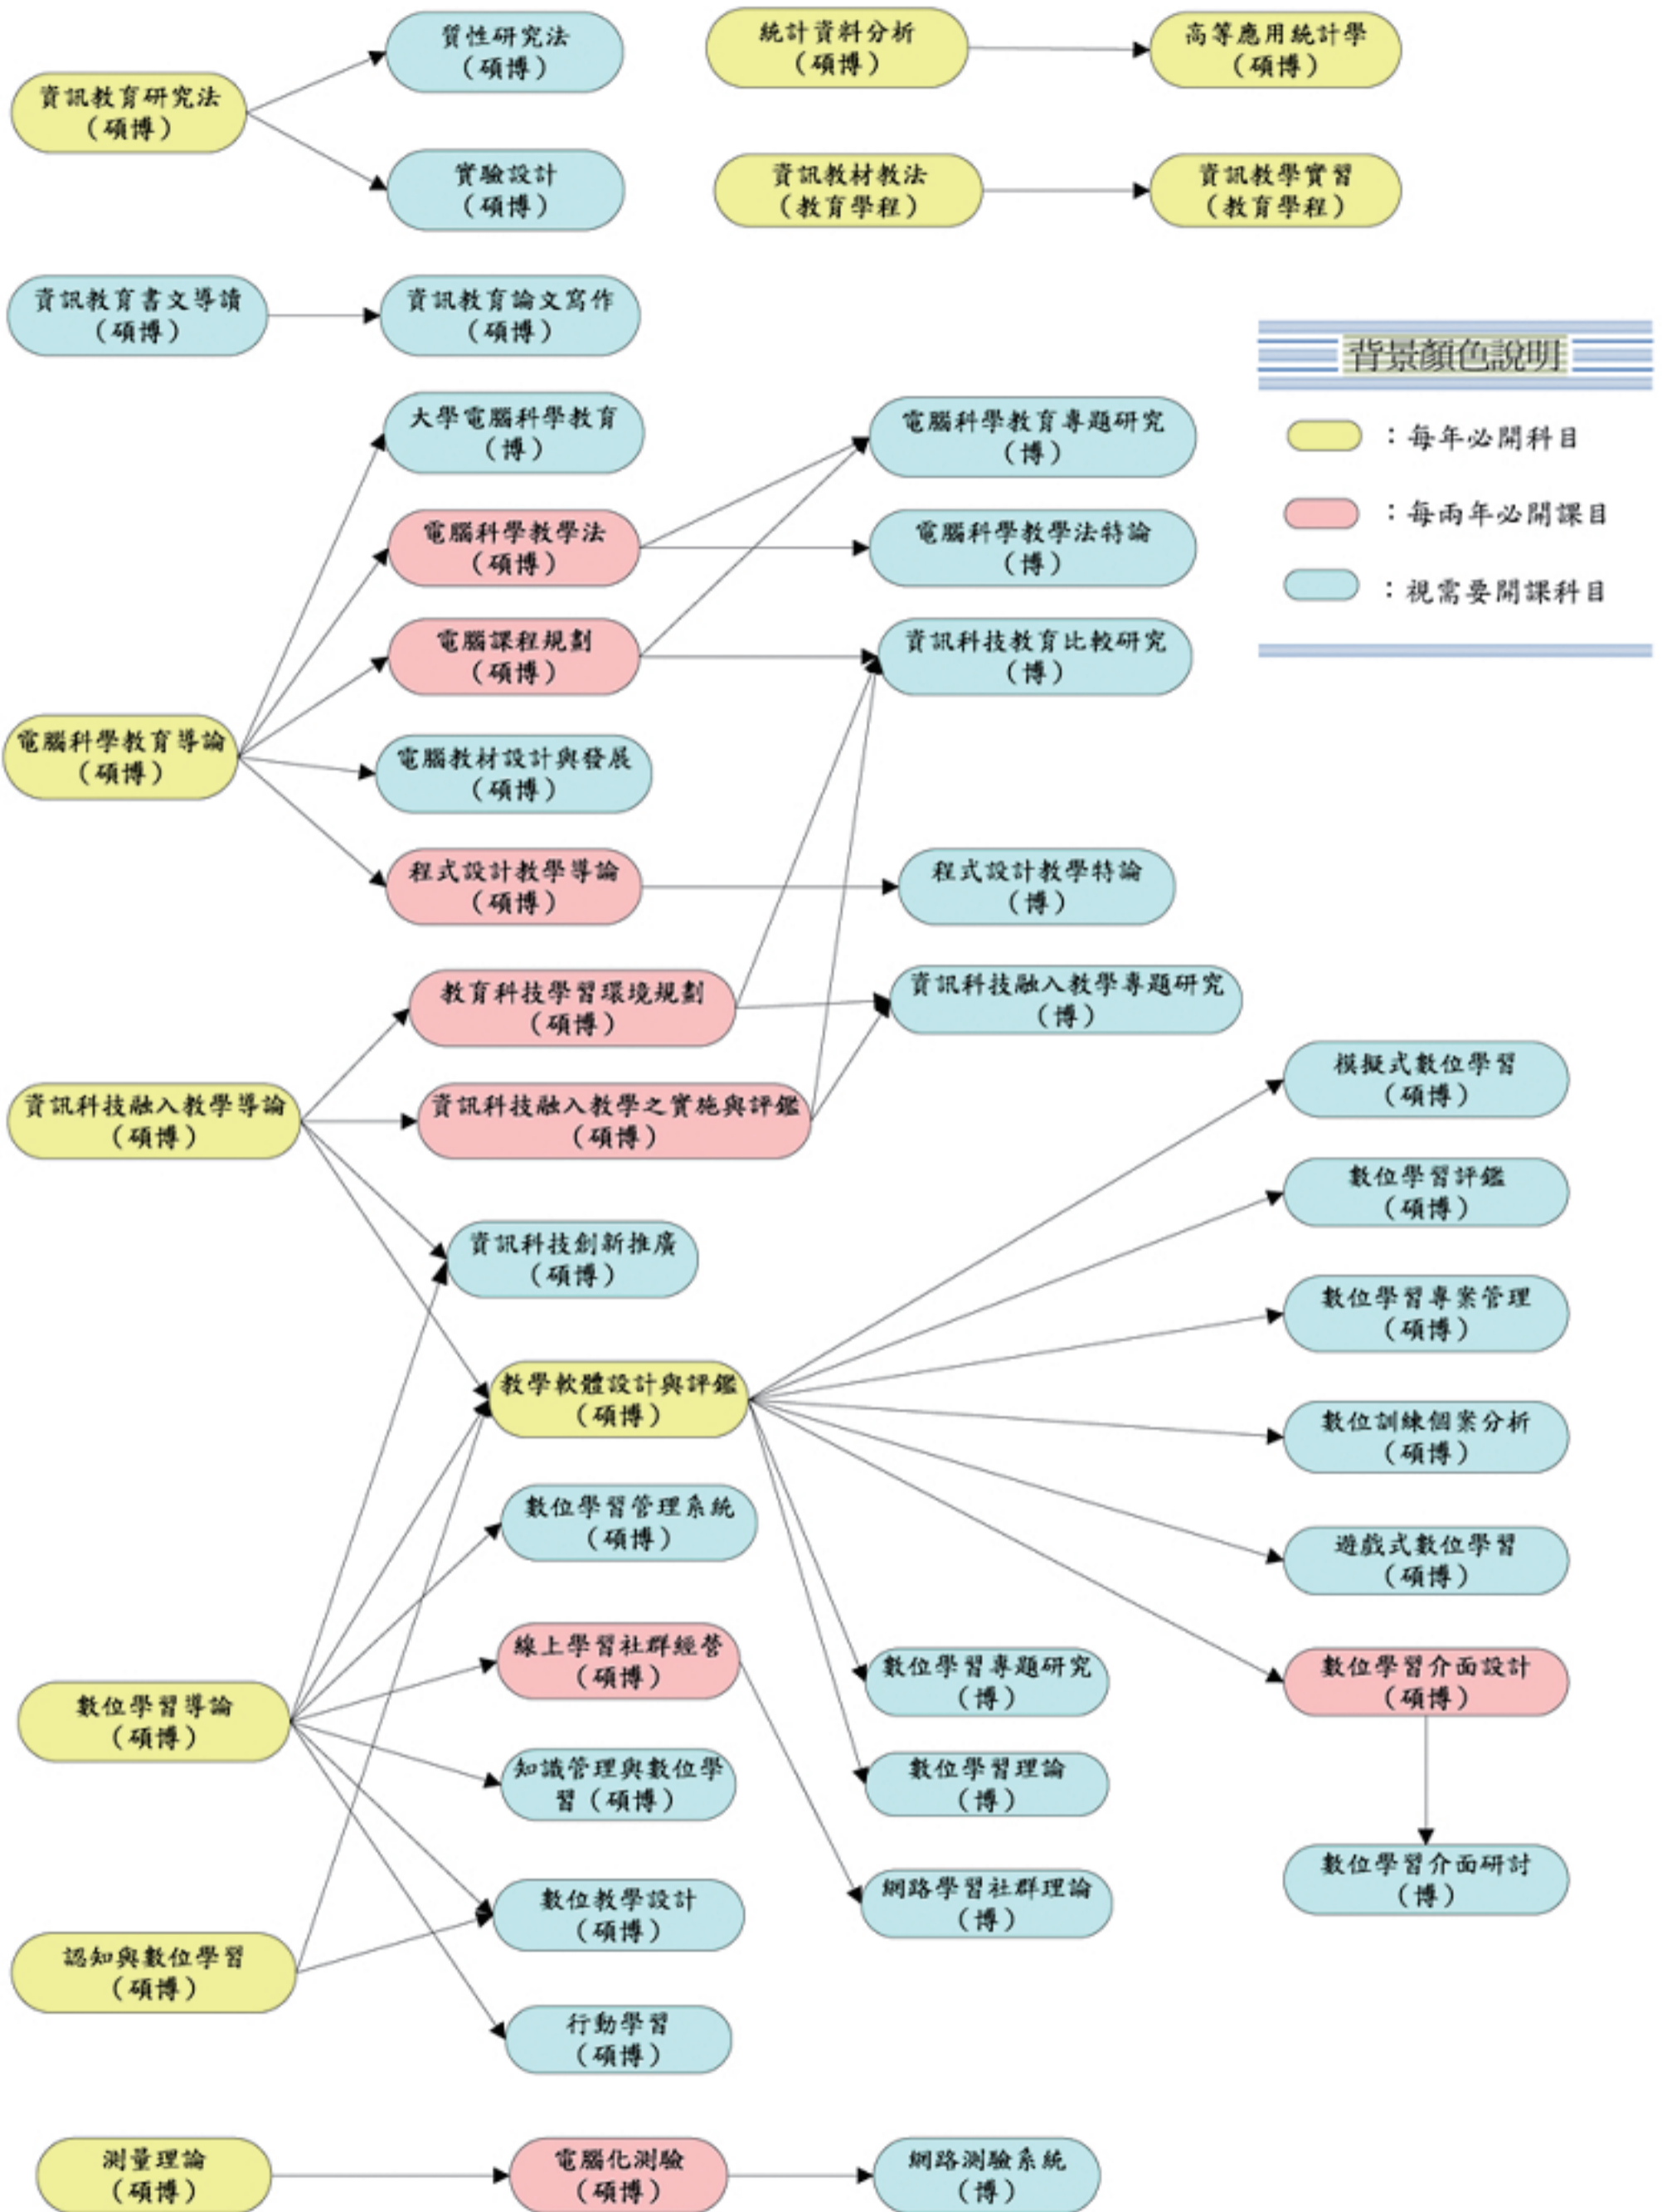 資訊教育研究法
（碩博）
質性研究法
（碩博）
實驗設計
（碩博）
統計資料分析
（碩博）
高等應用統計學
（碩博）
資訊教材教法
（教育學程）
資訊教學實習
（教育學程）
資訊教育書文導讀
（碩博）
資訊教育論文寫作
（碩博）
背景顏色說明
：每年必開科目
：每兩年必開課目
：視需要開課科目
電腦科學教育導論
（碩博）
大學電腦科學教育
（博）
電腦科學教學法
（碩博）
電腦課程規劃
（碩博）
電腦教材設計與發展
（碩博）
程式設計教學導論
（碩博）
電腦科學教育專題研究
（博）
電腦科學教學法特論
（博）
資訊科技教育比較研究
（博）
程式設計教學特論
（博）
資訊科技融入教學導論
（碩博）
教育科技學習環境規劃
（碩博）
資訊科技融入教學之實施與評鑑
（碩博）
資訊科技融入教學專題研究
（博）
資訊科技創新推廣
（碩博）
教學軟體設計與評鑑
（碩博）
數位學習管理系統
（碩博）
線上學習社群經營
（碩博）
知識管理與數位學
習（碩博）
數位教學設計
（碩博）
行動學習
（碩博）
數位學習導論
（碩博）
認知與數位學習
（碩博）
模擬式數位學習
（碩博）
數位學習評鑑
（碩博）
數位學習專案管理
（碩博）
數位訓練個案分析
（碩博）
遊戲式數位學習
（碩博）
數位學習介面設計
（碩博）
數位學習介面研討
（博）
數位學習專題研究
（博）
數位學習理論
（博）
網路學習社群理論
（博）
測量理論
（碩博）
電腦化測驗
（碩博）
網路測驗系統
（博）